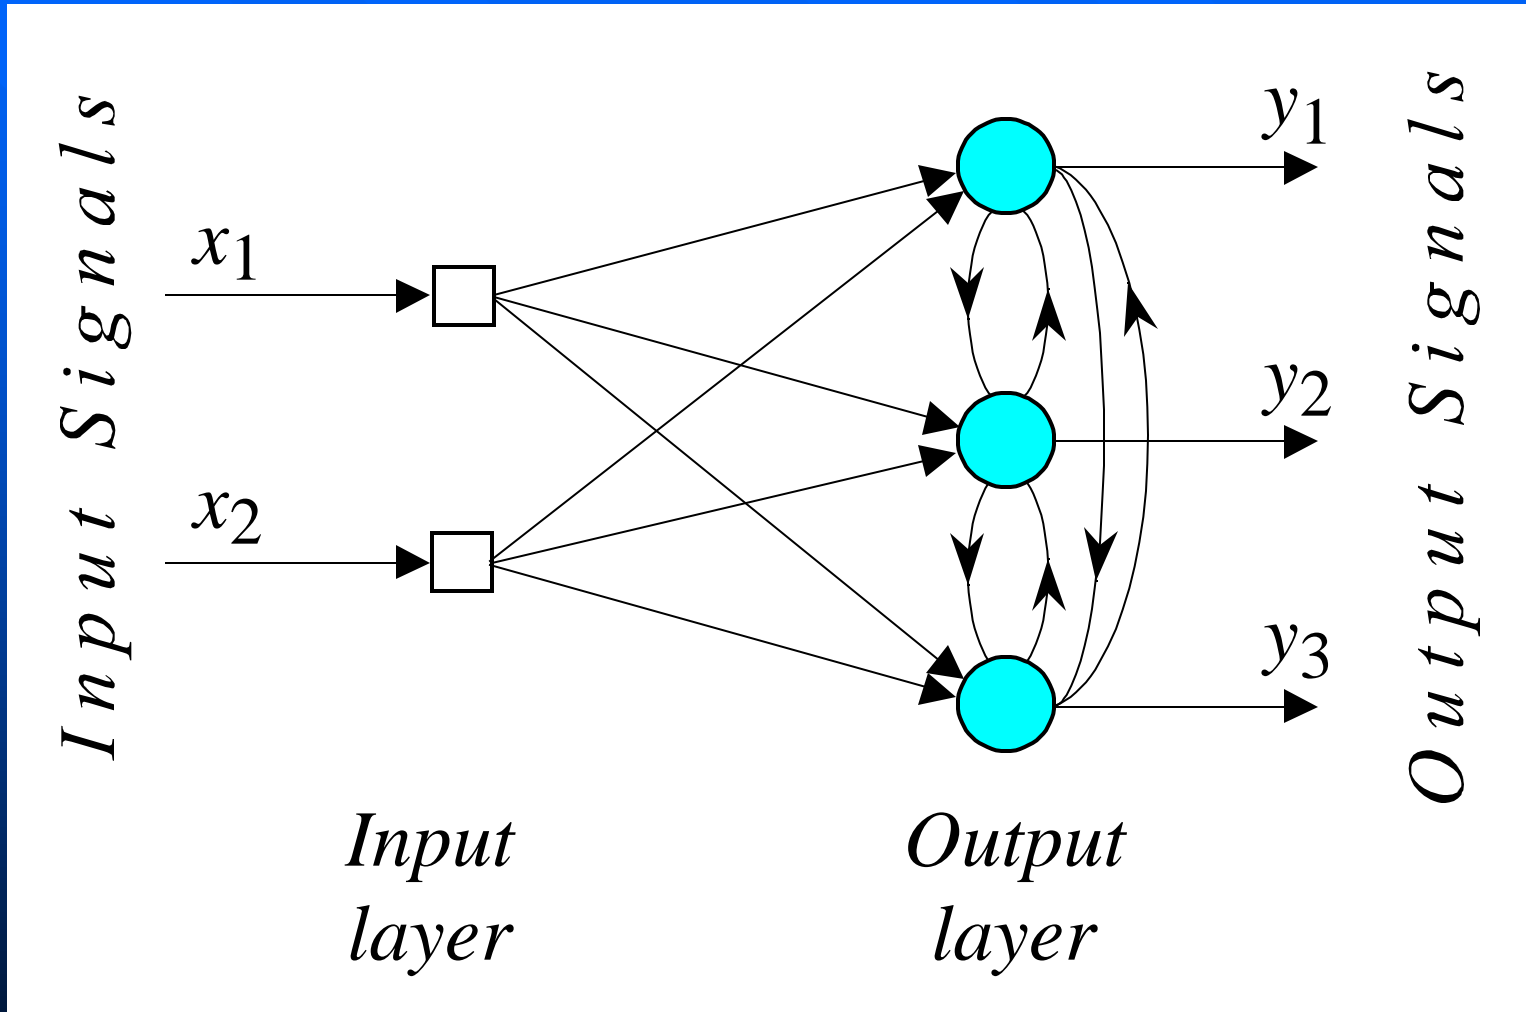 Input Signals
x1
x2
Input
layer
Output
layer
y1
y2
y3
Output Signals